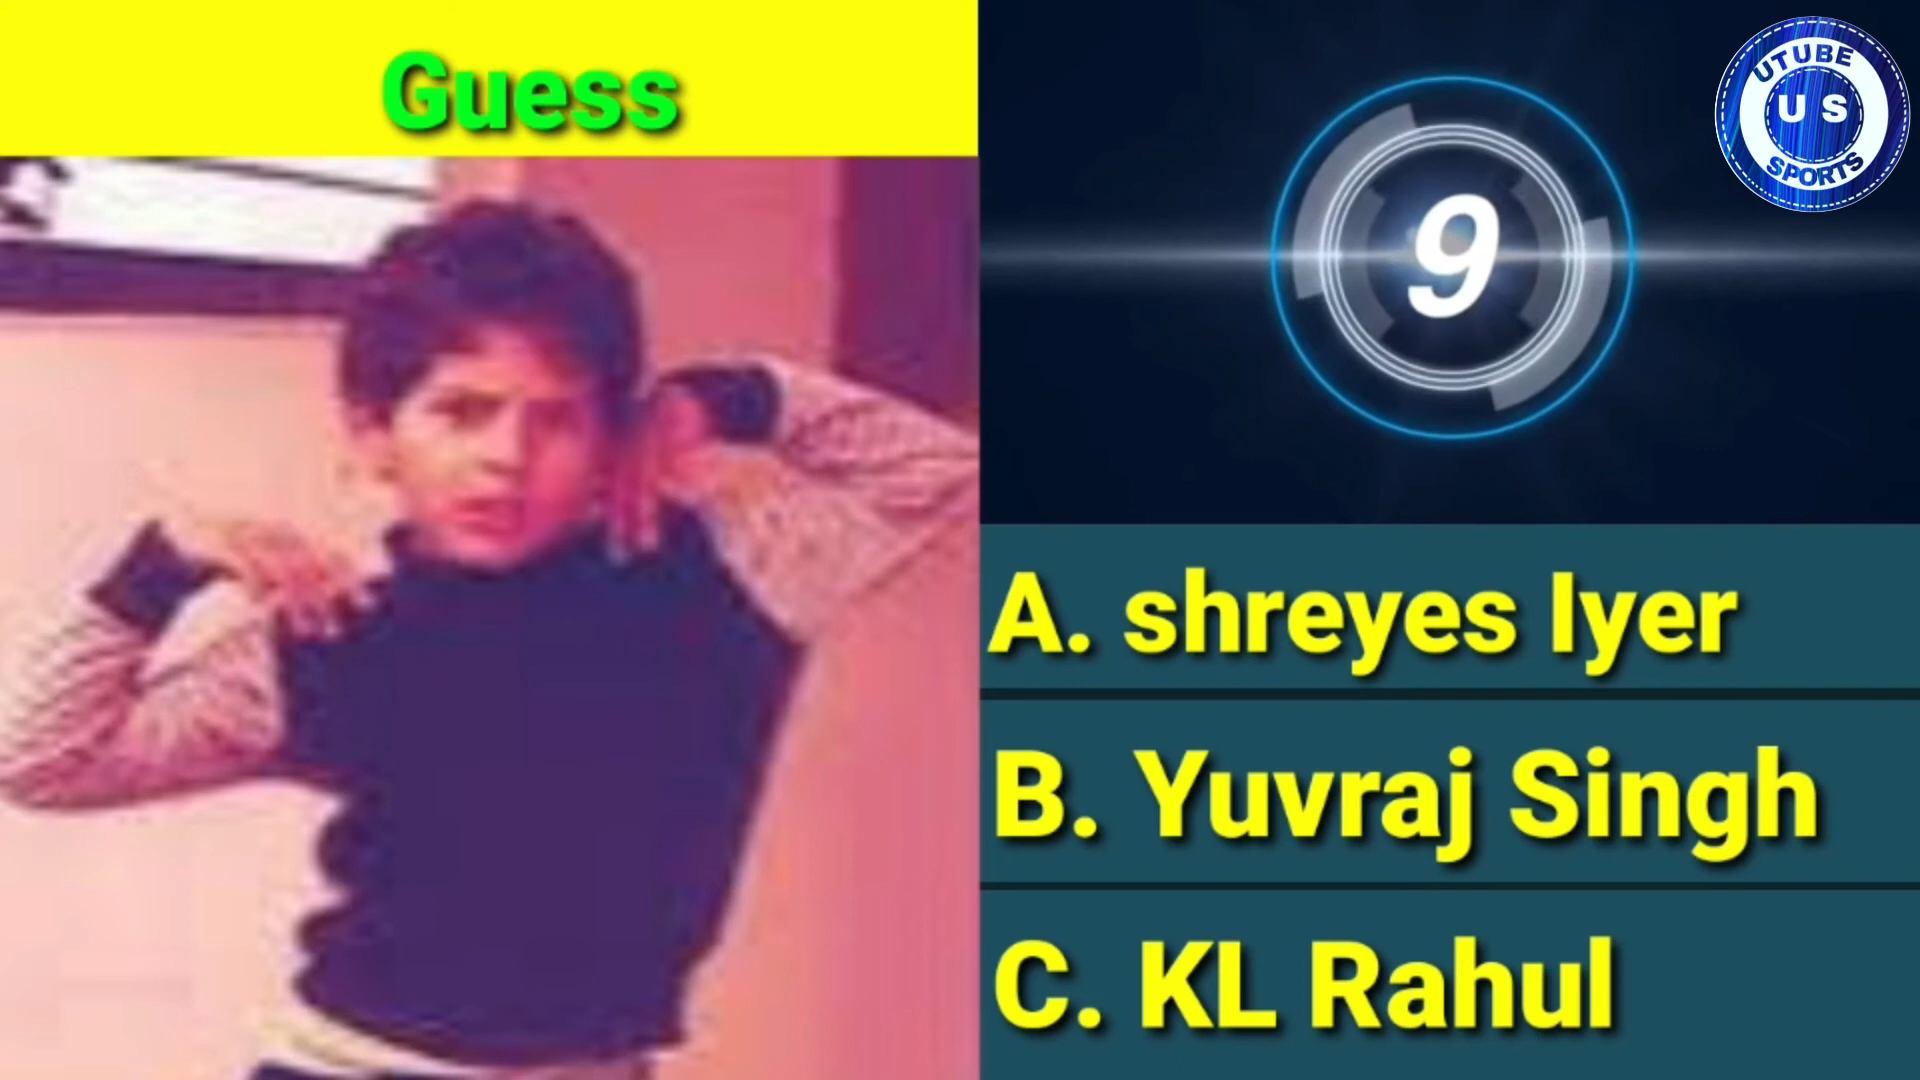 Guess
9
UTUBE
U S
SPORTS
A. shreyes Iyer
B. Yuvraj Singh
C. KL Rahul